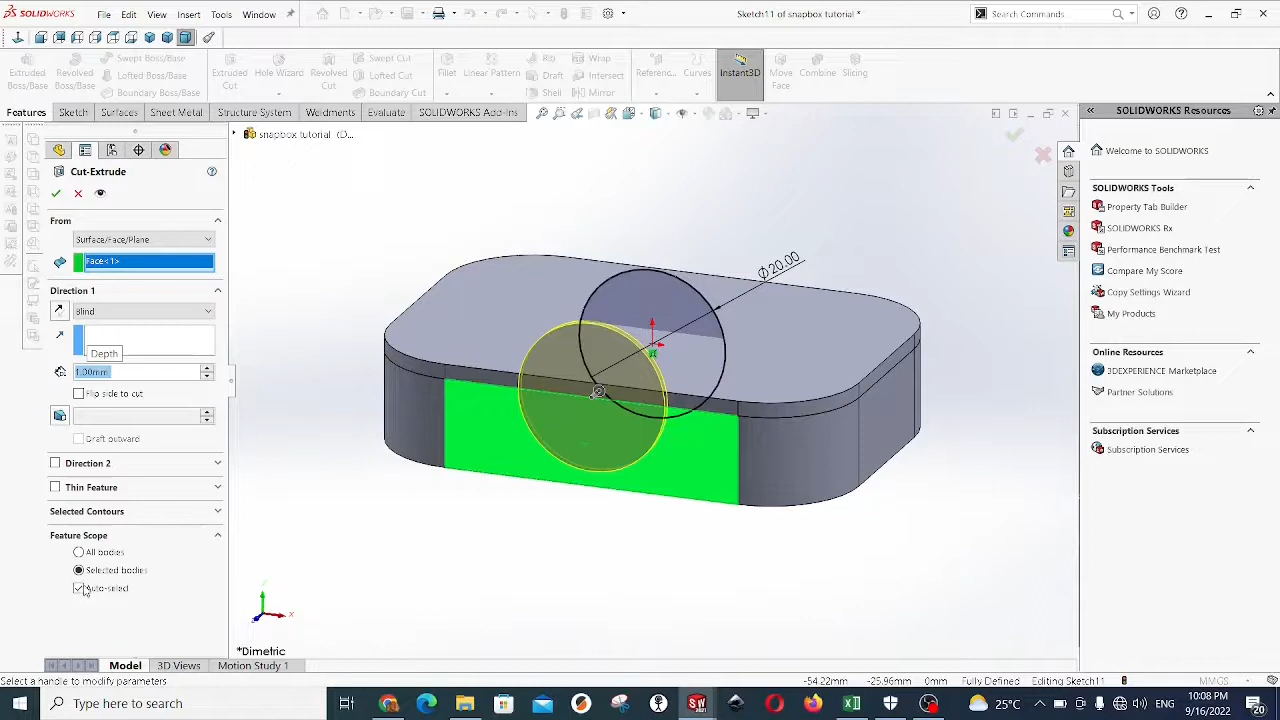 SOLIDWORKS File Edit View Insert Tools Window Sketch11 of snapbox tutorial * Search Commands
Extruded Boss/Base
Revolved Boss/Base
Swept Boss/Base
Lofted Boss/Base
Boundary Boss/Base
Extruded Cut
Hole Wizard
Revolved Cut
Swept Cut
Lofted Cut
Boundary Cut
Fillet
Linear Pattern
Rib
Draft
Shell
Wrap
Intersect
Mirror
Referenc...
Curves
Instant3D
Move Face
Combine
Slicing
Features Sketch Surfaces Sheet Metal Structure System Weldments Evaluate SOLIDWORKS Add-Ins
SOLIDWORKS Resources
snapbox tutorial (D...
Cut-Extrude
From
Surface/Face/Plane
Face<1>
Direction 1
Blind
Depth
1.00mm
Flip side to cut
Draft outward
Direction 2
Thin Feature
Selected Contours
Feature Scope
All bodies
Selected bodies
Auto-select
Ø20.00
*Dimetric
Welcome to SOLIDWORKS
SOLIDWORKS Tools
Property Tab Builder
SOLIDWORKS Rx
Performance Benchmark Test
Compare My Score
Copy Settings Wizard
My Products
Online Resources
3DEXPERIENCE Marketplace
Partner Solutions
Subscription Services
Subscription Services
Model 3D Views Motion Study 1
Select a handle to modify parameters -54.22mm -25.96mm 0mm Fully Defined Editing Sketch11 MMGS
Type here to search 25°C 10:08 PM
9/16/2022